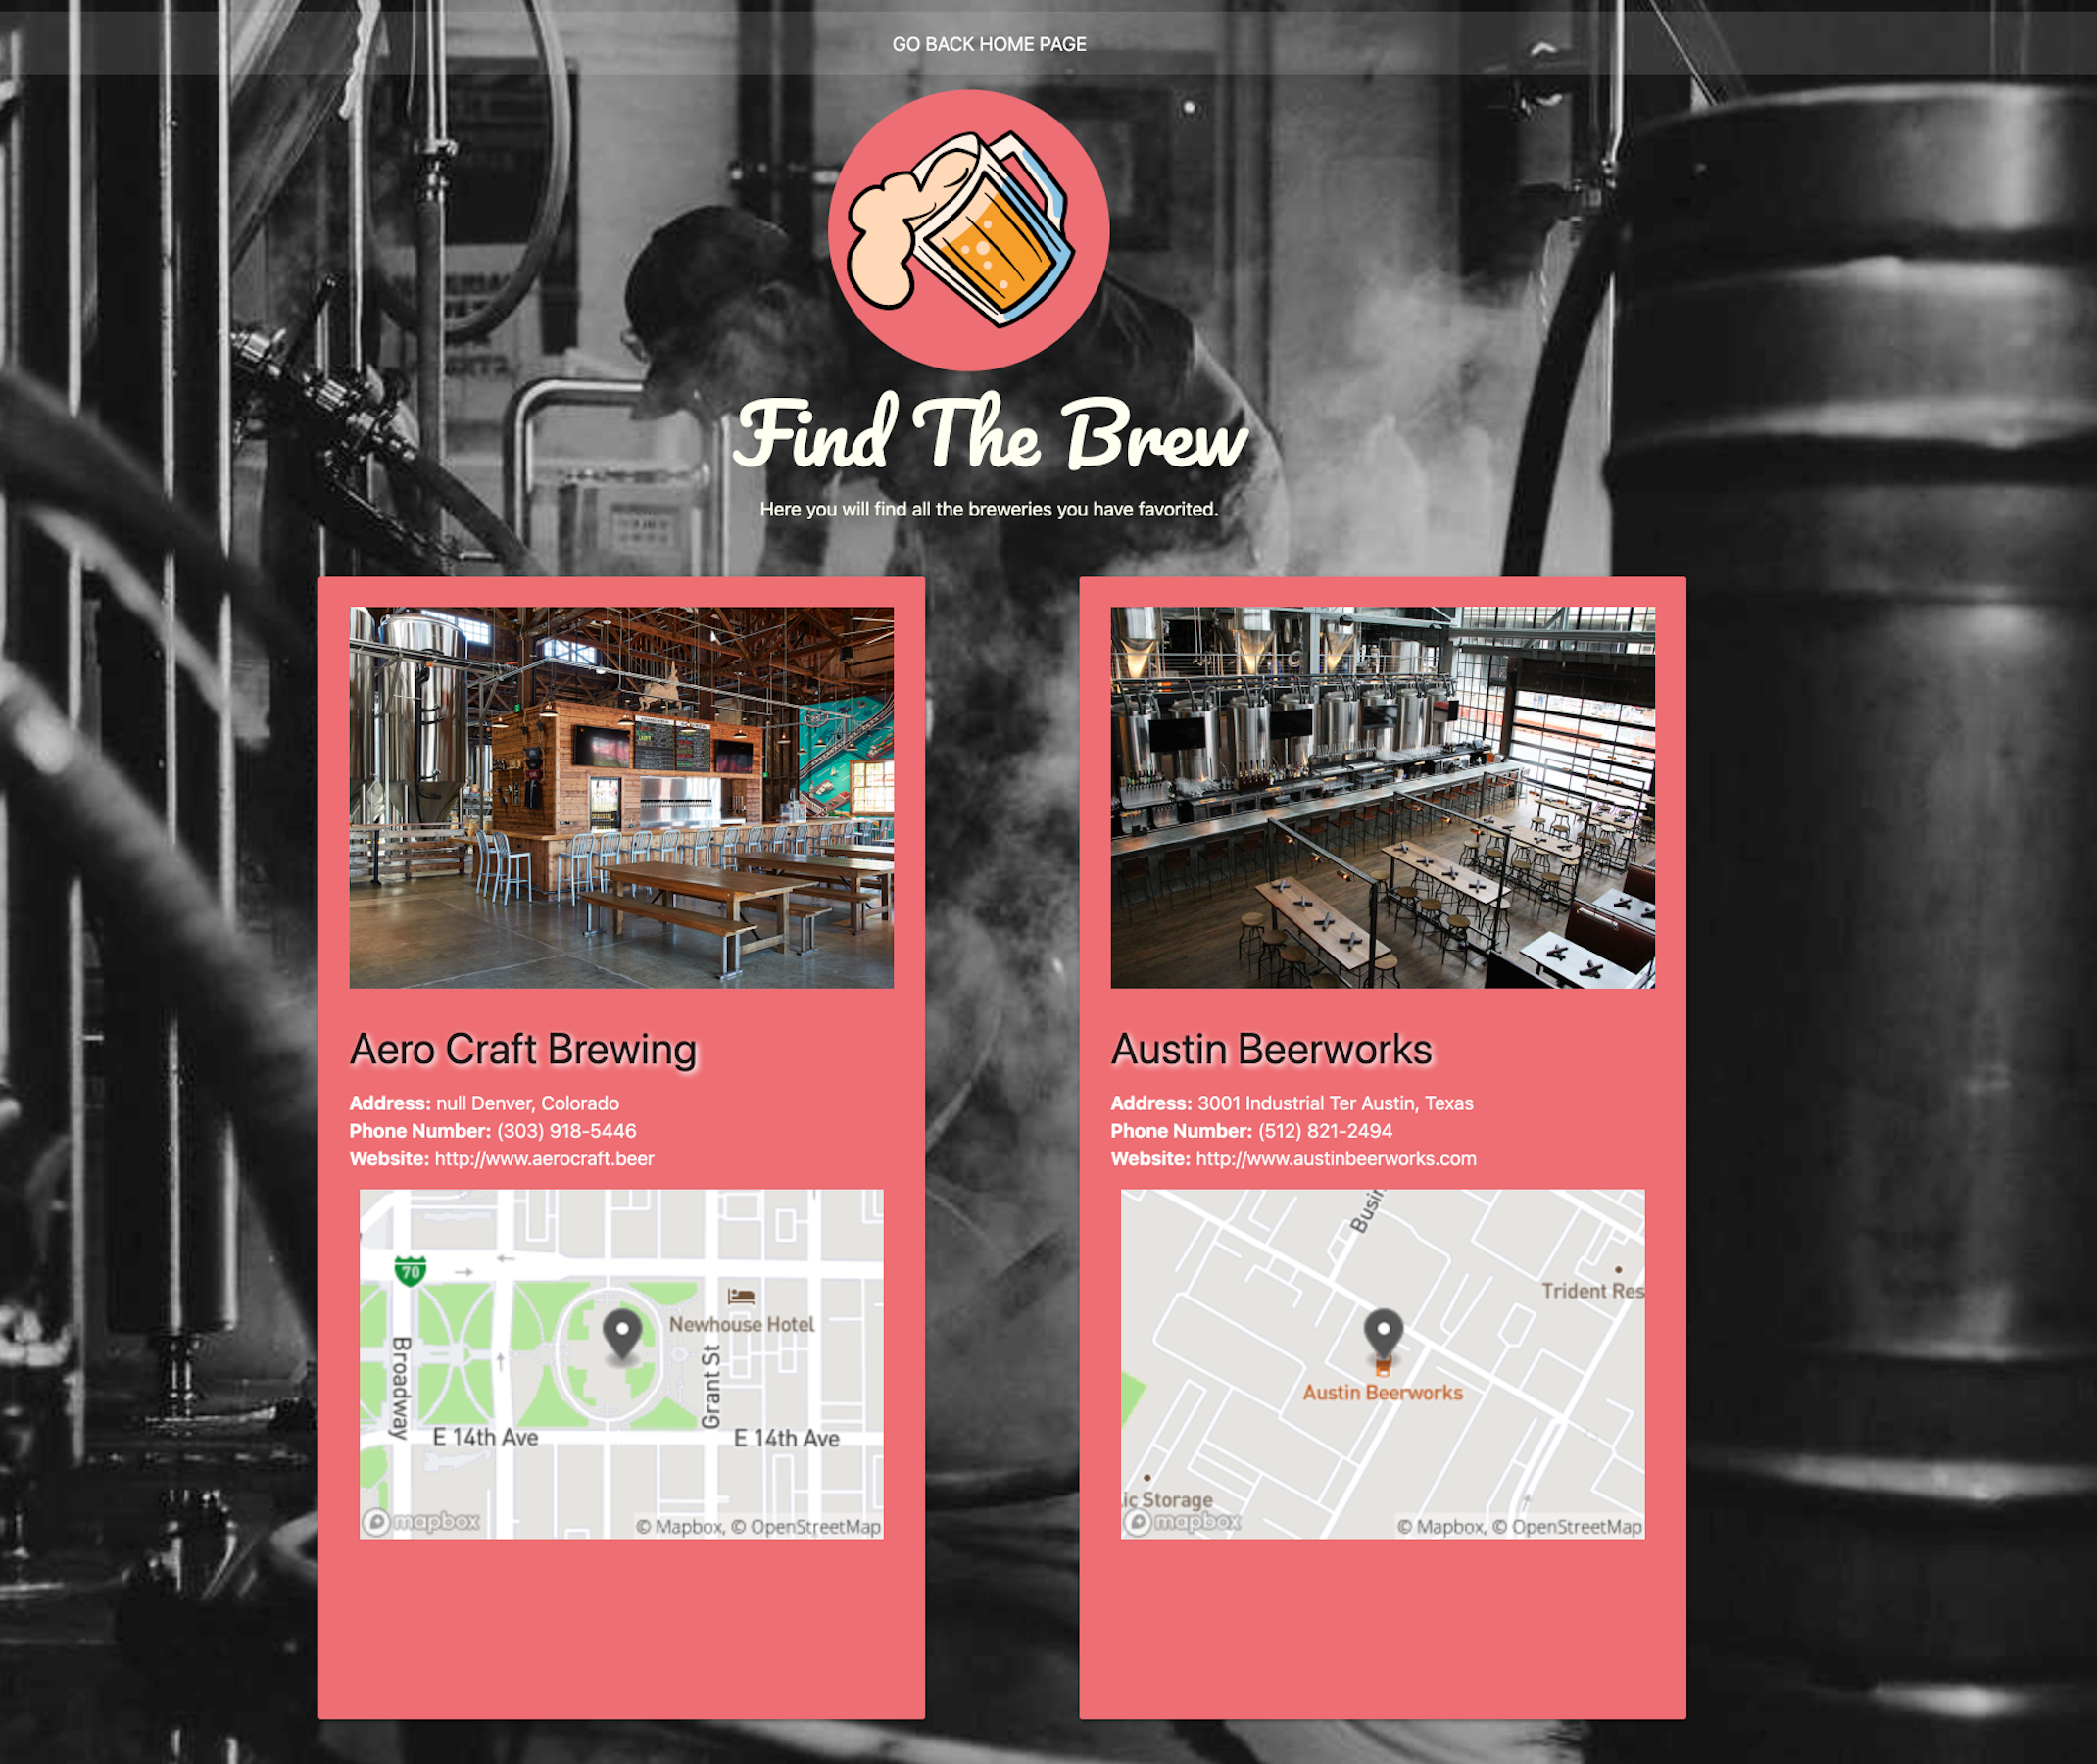 GO BACK HOME PAGE
Find The Brew
Here you will find all the breweries you have favorited.
Aero Craft Brewing
Address: null Denver, Colorado
Phone Number: (303) 918-5446
Website: http://www.aerocraft.beer
70
Newhouse Hotel
Broadway
Grant St
E 14th Ave
E 14th Ave
mapbox
© Mapbox, © OpenStreetMap
Austin Beerworks
Address: 3001 Industrial Ter Austin, Texas
Phone Number: (512) 821-2494
Website: http://www.austinbeerworks.com
Busin
Trident Res
Austin Beerworks
ic Storage
mapbox
© Mapbox, © OpenStreetMap